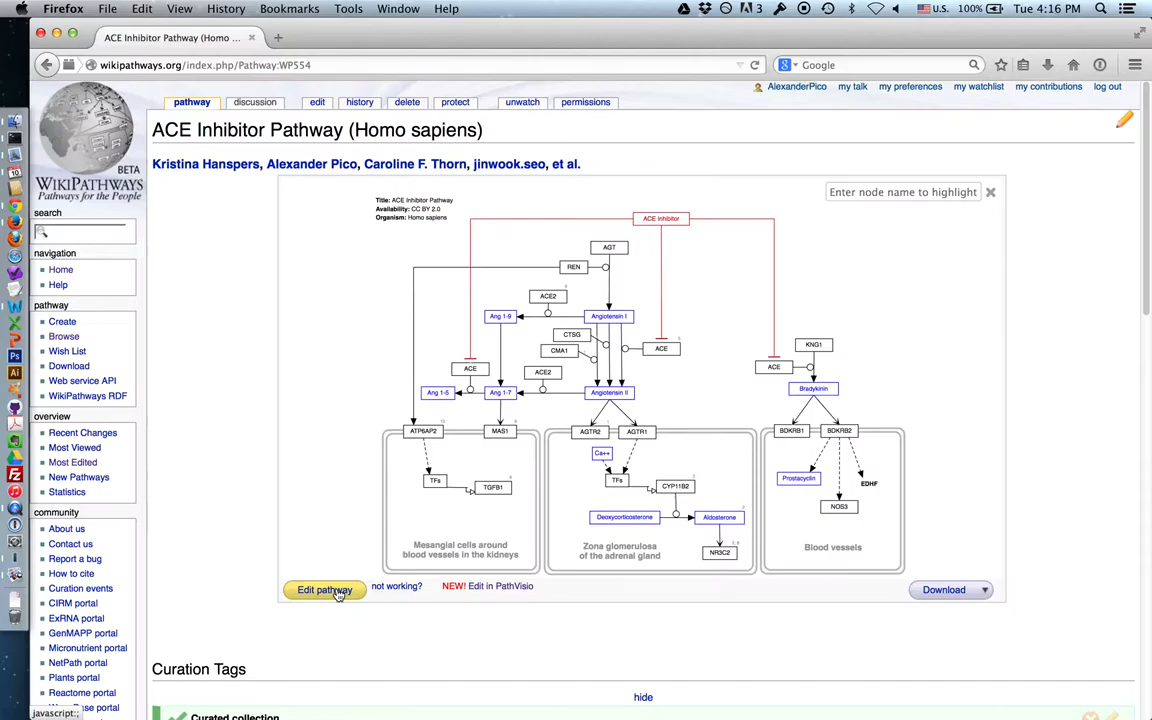 Firefox File Edit View History Bookmarks Tools Window Help 3 U.S. 100% Tue 4:16 PM
ACE Inhibitor Pathway (Homo ...
wikipathways.org/index.php/Pathway:WP554 Google
AlexanderPico my talk my preferences my watchlist my contributions log out
pathway discussion edit history delete protect unwatch permissions
ACE Inhibitor Pathway (Homo sapiens)
Kristina Hanspers, Alexander Pico, Caroline F. Thorn, jinwook.seo, et al.
BETA
WIKIPATHWAYS
Pathways for the People
search
navigation
Home
Help
pathway
Create
Browse
Wish List
Download
Web service API
WikiPathways RDF
overview
Recent Changes
Most Viewed
Most Edited
New Pathways
Statistics
community
About us
Contact us
Report a bug
How to cite
Curation events
CIRM portal
ExRNA portal
GenMAPP portal
Micronutrient portal
NetPath portal
Plants portal
Reactome portal
base portal
javascript:;
Title: ACE Inhibitor Pathway
Availability: CC BY 2.0
Organism: Homo sapiens
Enter node name to highlight
ACE Inhibitor
AGT
REN
ACE2
Ang 1-9 Angiotensin I
CTSG
CMA1 ACE KNG1
ACE ACE2 ACE
Ang 1-5 Ang 1-7 Angiotensin II Bradykinin
ATP6AP2 MAS1 AGTR2 AGTR1 BDKRB1 BDKRB2
Ca++
TFs TGFB1 TFs CYP11B2 Prostacyclin EDHF
NOS3
Deoxycorticosterone Aldosterone
NR3C2
Mesangial cells around
blood vessels in the kidneys
Zona glomerulosa
of the adrenal gland
Blood vessels
Edit pathway not working? NEW! Edit in PathVisio Download
Curation Tags
hide
Curated collection